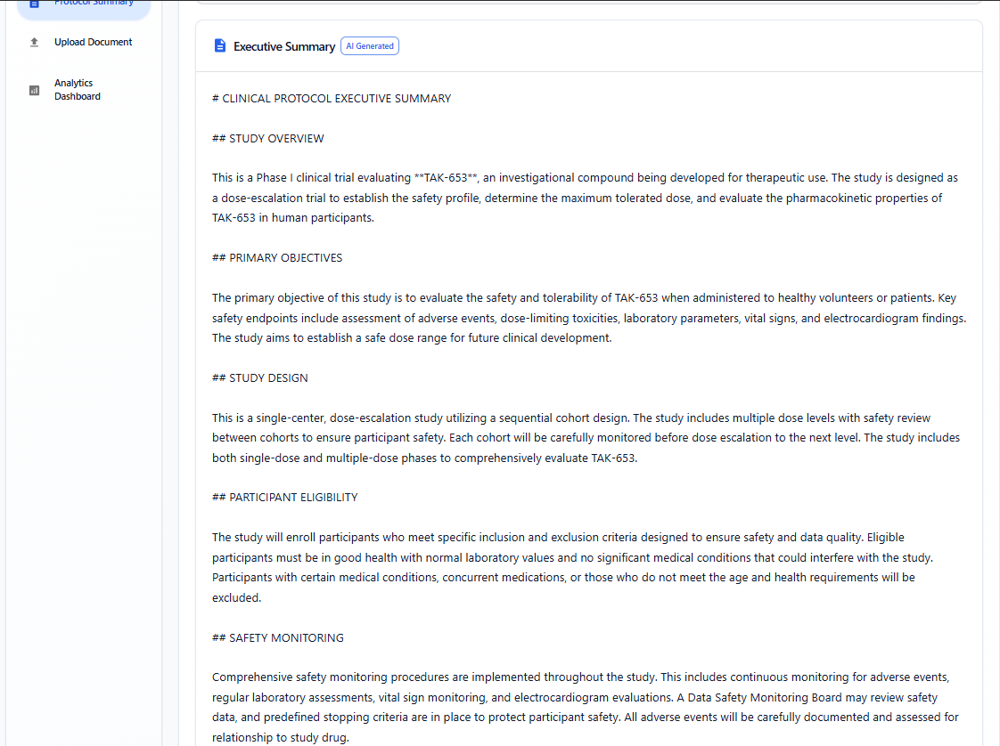 Protocol Summary
Upload Document
Analytics
Dashboard
Executive Summary AI Generated
# CLINICAL PROTOCOL EXECUTIVE SUMMARY
## STUDY OVERVIEW
This is a Phase I clinical trial evaluating **TAK-653**, an investigational compound being developed for therapeutic use. The study is designed as
a dose-escalation trial to establish the safety profile, determine the maximum tolerated dose, and evaluate the pharmacokinetic properties of
TAK-653 in human participants.
## PRIMARY OBJECTIVES
The primary objective of this study is to evaluate the safety and tolerability of TAK-653 when administered to healthy volunteers or patients. Key
safety endpoints include assessment of adverse events, dose-limiting toxicities, laboratory parameters, vital signs, and electrocardiogram findings.
The study aims to establish a safe dose range for future clinical development.
## STUDY DESIGN
This is a single-center, dose-escalation study utilizing a sequential cohort design. The study includes multiple dose levels with safety review
between cohorts to ensure participant safety. Each cohort will be carefully monitored before dose escalation to the next level. The study includes
both single-dose and multiple-dose phases to comprehensively evaluate TAK-653.
## PARTICIPANT ELIGIBILITY
The study will enroll participants who meet specific inclusion and exclusion criteria designed to ensure safety and data quality. Eligible
participants must be in good health with normal laboratory values and no significant medical conditions that could interfere with the study.
Participants with certain medical conditions, concurrent medications, or those who do not meet the age and health requirements will be
excluded.
## SAFETY MONITORING
Comprehensive safety monitoring procedures are implemented throughout the study. This includes continuous monitoring for adverse events,
regular laboratory assessments, vital sign monitoring, and electrocardiogram evaluations. A Data Safety Monitoring Board may review safety
data, and predefined stopping criteria are in place to protect participant safety. All adverse events will be carefully documented and assessed for
relationship to study drug.